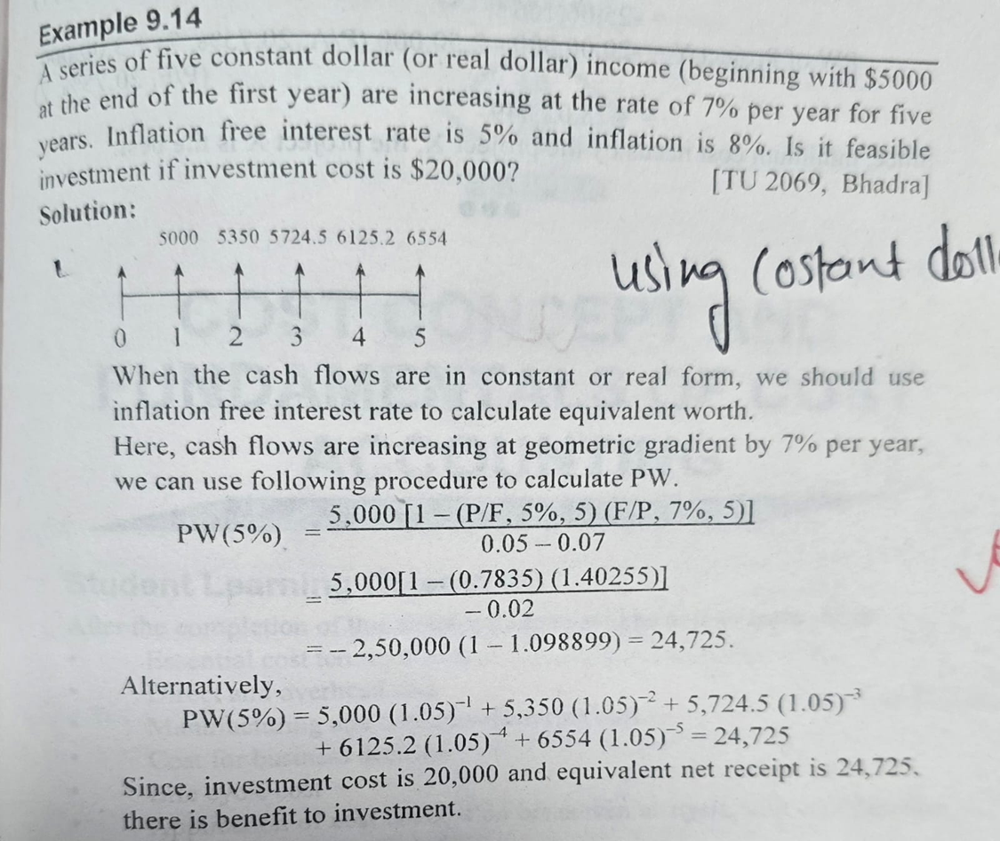 Example 9.14
A series of five constant dollar (or real dollar) income (beginning with $5000
at the end of the first year) are increasing at the rate of 7% per year for five
years. Inflation free interest rate is 5% and inflation is 8%. Is it feasible
investment if investment cost is $20,000? [TU 2069, Bhadra]
Solution:
5000 5350 5724.5 6125.2 6554
using Costant doll
0 1 2 3 4 5
When the cash flows are in constant or real form, we should use
inflation free interest rate to calculate equivalent worth.
Here, cash flows are increasing at geometric gradient by 7% per year,
we can use following procedure to calculate PW.
PW(5%) = 5,000 [1 – (P/F, 5%, 5) (F/P, 7%, 5)]
0.05 – 0.07
= 5,000[1 – (0.7835) (1.40255)]
– 0.02
= – 2,50,000 (1 – 1.098899) = 24,725.
Alternatively,
PW(5%) = 5,000 (1.05)⁻¹ + 5,350 (1.05)⁻² + 5,724.5 (1.05)⁻³
+ 6125.2 (1.05)⁻⁴ + 6554 (1.05)⁻⁵ = 24,725
Since, investment cost is 20,000 and equivalent net receipt is 24,725,
there is benefit to investment.